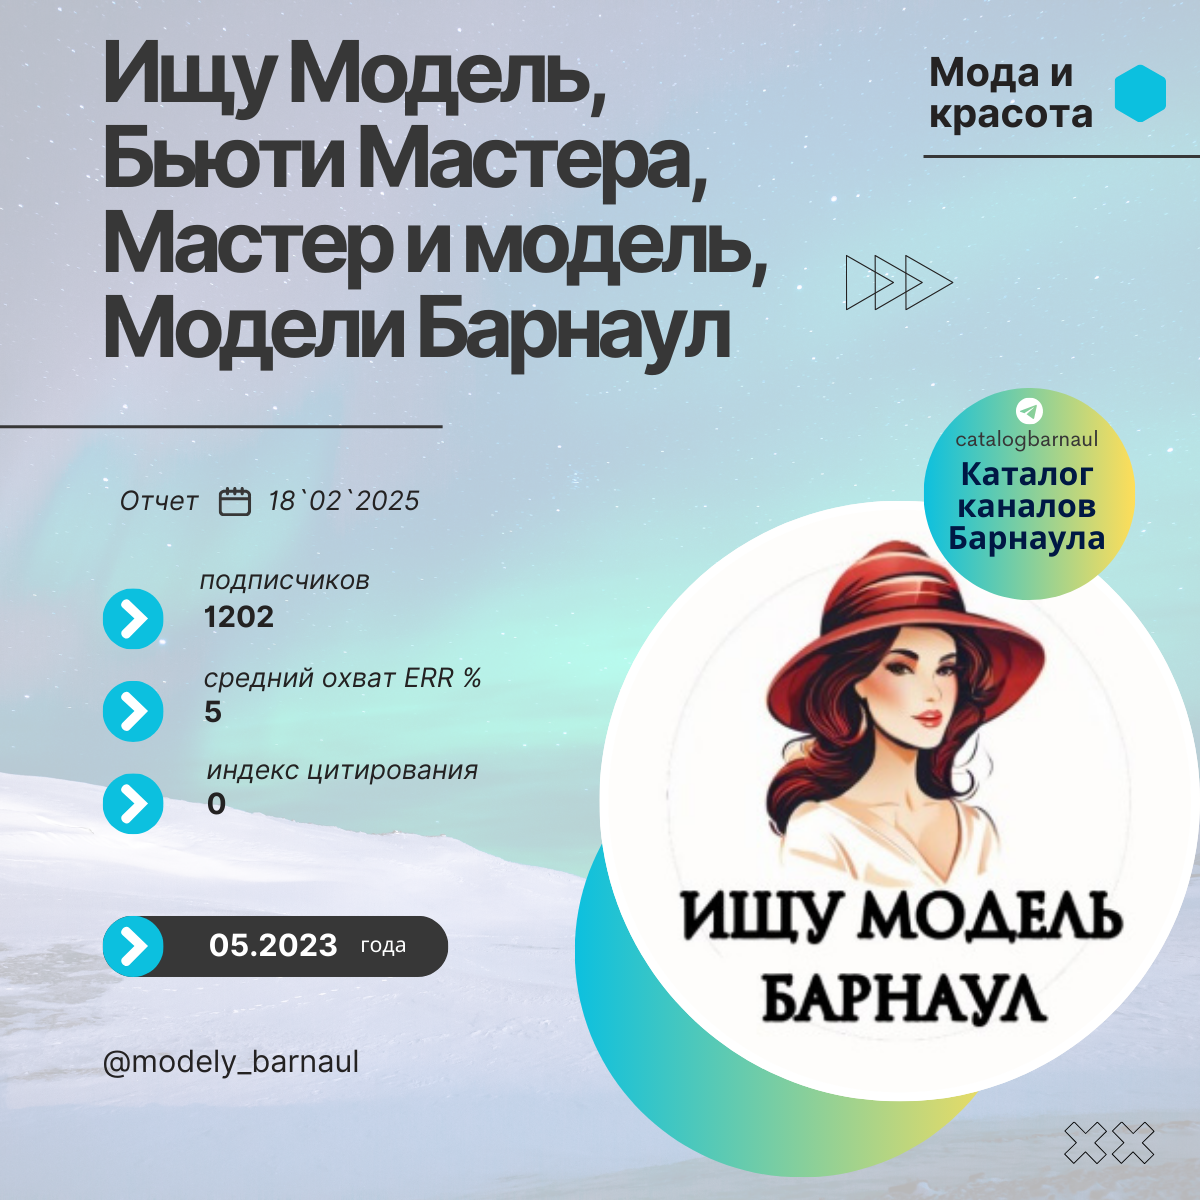 Ищу Модель,
Бьюти Мастера,
Мастер и модель,
Модели Барнаул
Мода и
красота
catalogbarnaul
Каталог
каналов
Барнаула
Отчет 18`02`2025
подписчиков
1202
средний охват ERR %
5
индекс цитирования
0
05.2023 года
@modely_barnaul
ИЩУ МОДЕЛЬ
БАРНАУЛ